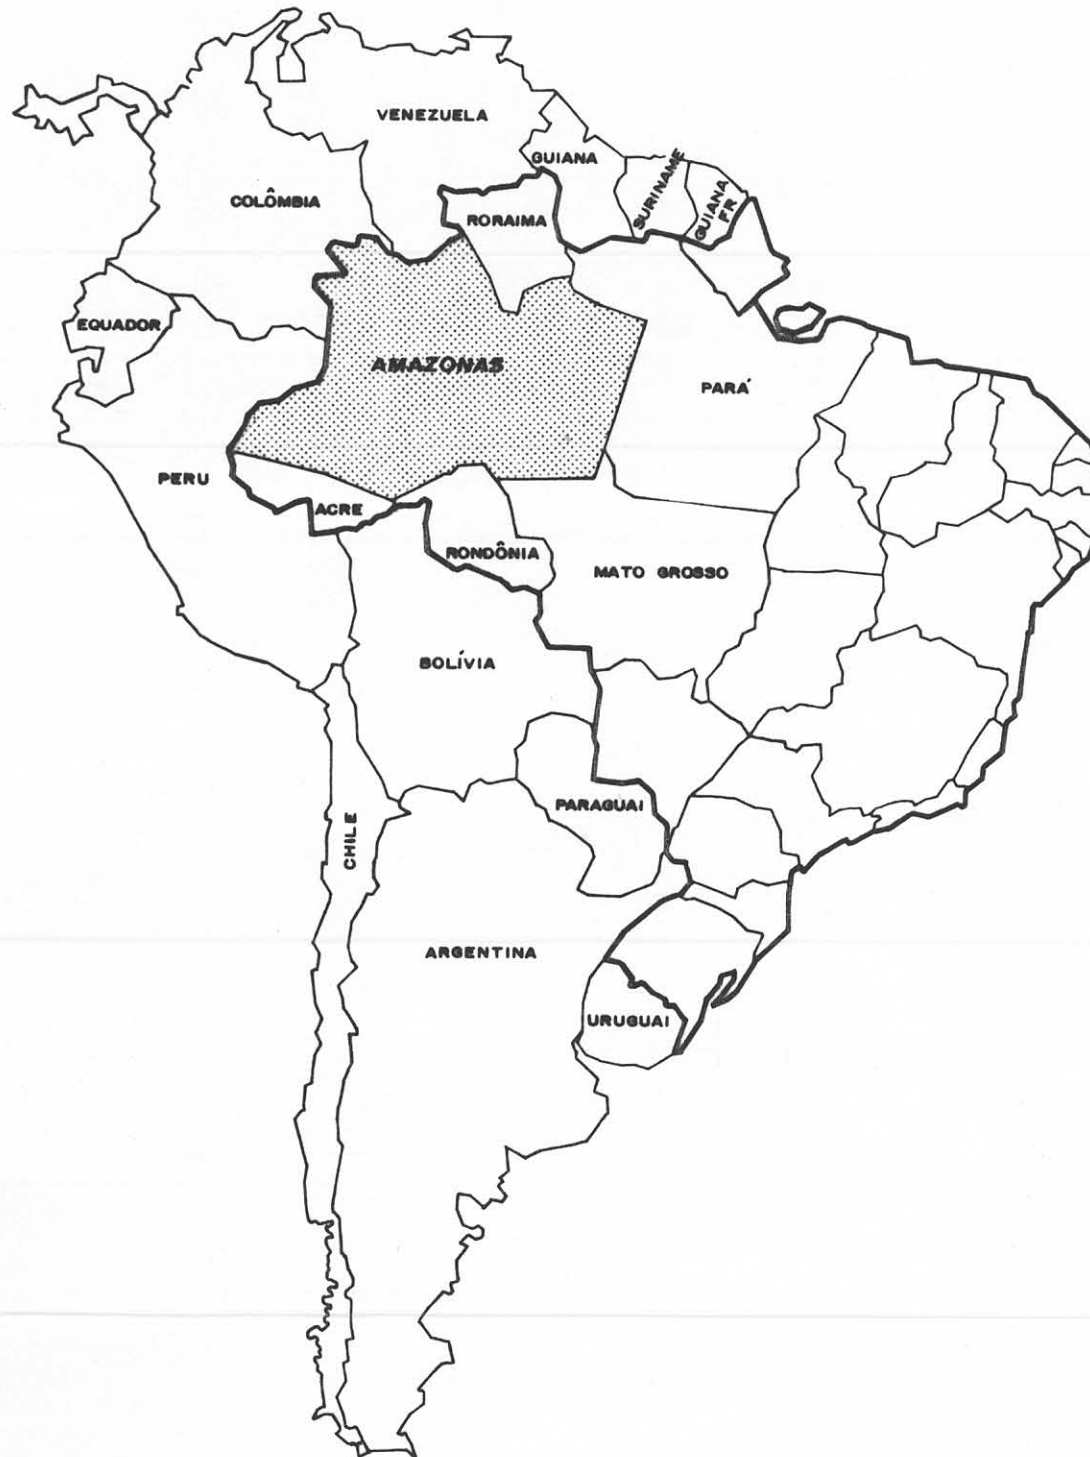 VENEZUELA
GUIANA
SURINAME
GUIANA
FR
COLÔMBIA
RORAIMA
EQUADOR
AMAZONAS
PARÁ
PERU
ACRE
RONDÔNIA
MATO GROSSO
BOLÍVIA
PARAGUAI
CHILE
ARGENTINA
URUGUAI